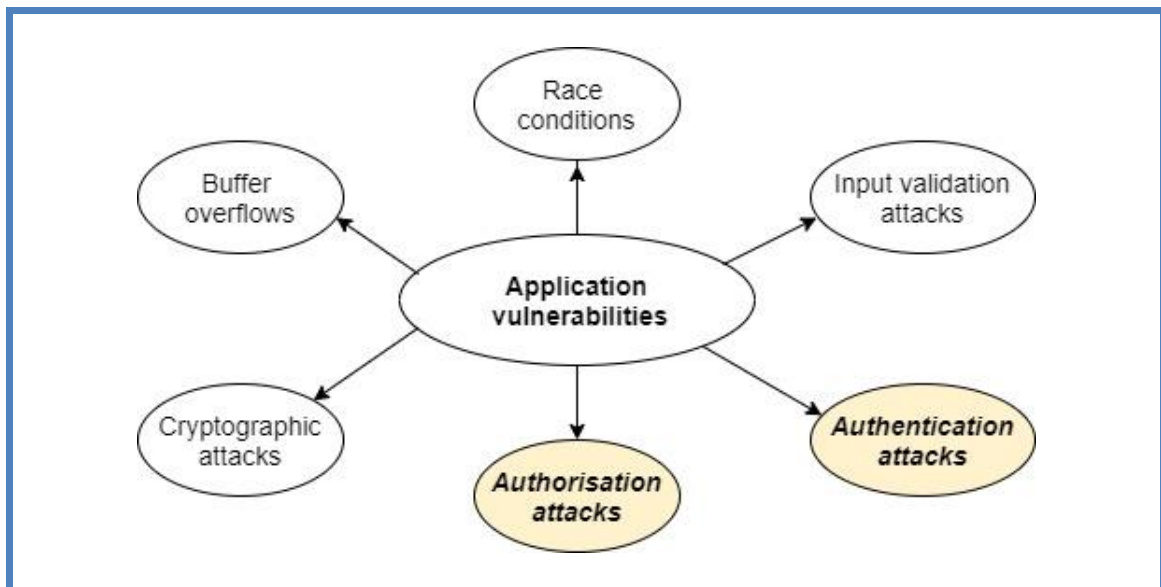 Race
conditions
Buffer
overflows
Input validation
attacks
Application
vulnerabilities
Cryptographic
attacks
Authorisation
attacks
Authentication
attacks